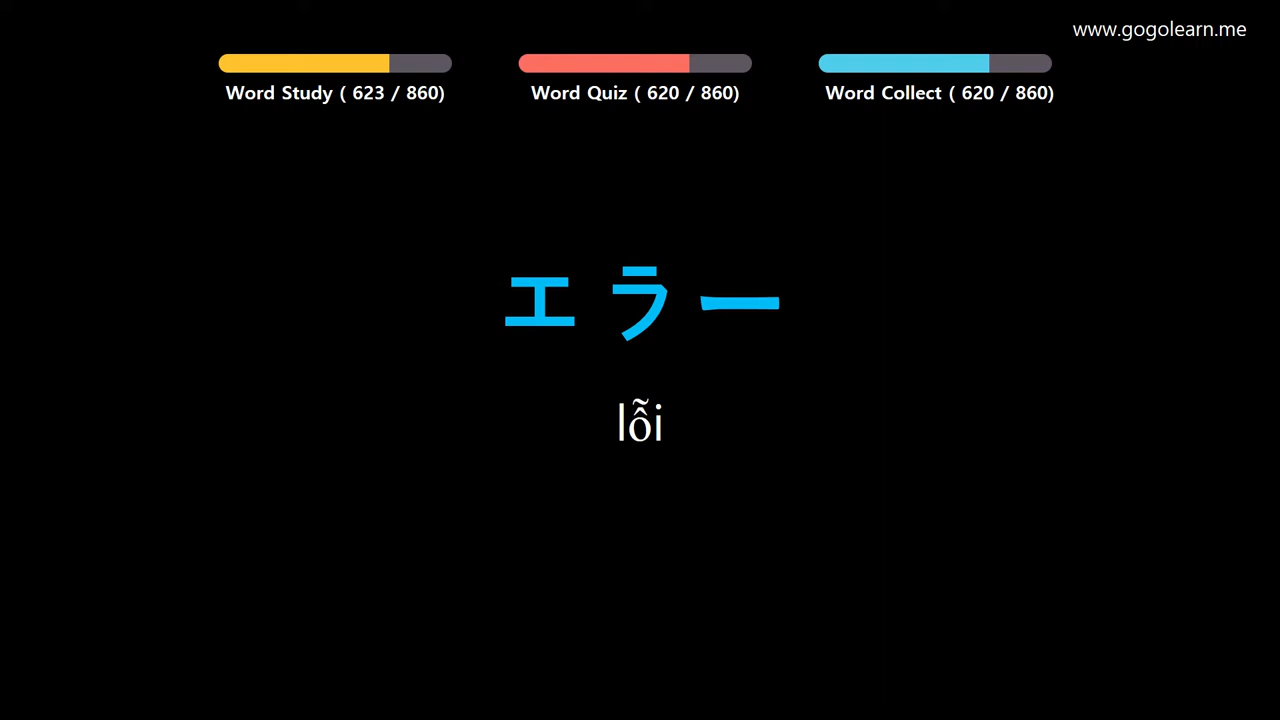 www.gogolearn.me
Word Study ( 623 / 860)
Word Quiz ( 620 / 860)
Word Collect ( 620 / 860)
エラー
lỗi